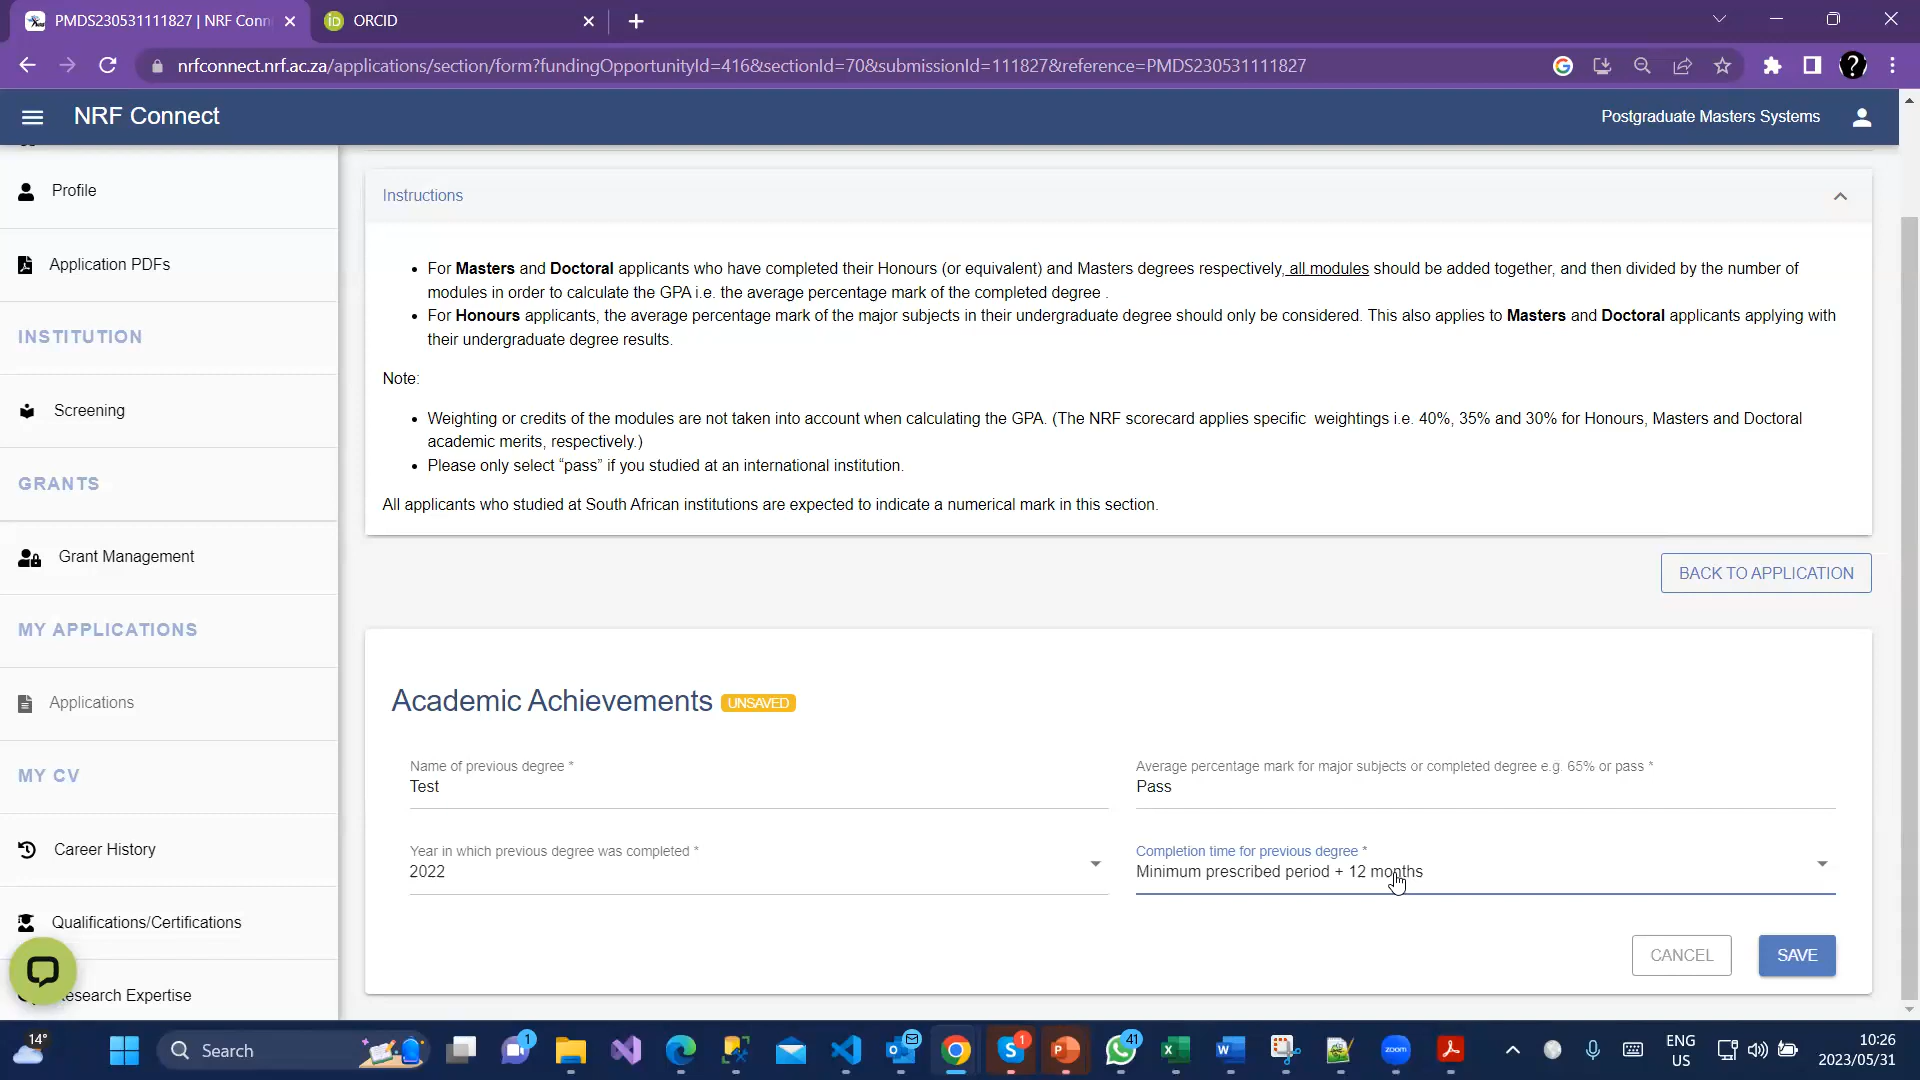 PMDS230531111827 | NRF Conn
ORCID
nrfconnect.nrf.ac.za/applications/section/form?fundingOpportunityId=416&sectionId=70&submissionId=111827&reference=PMDS230531111827
NRF Connect
Postgraduate Masters Systems
Profile
Application PDFs
INSTITUTION
Screening
GRANTS
Grant Management
MY APPLICATIONS
Applications
MY CV
Career History
Qualifications/Certifications
Research Expertise
Instructions
• For Masters and Doctoral applicants who have completed their Honours (or equivalent) and Masters degrees respectively, all modules should be added together, and then divided by the number of
modules in order to calculate the GPA i.e. the average percentage mark of the completed degree .
• For Honours applicants, the average percentage mark of the major subjects in their undergraduate degree should only be considered. This also applies to Masters and Doctoral applicants applying with
their undergraduate degree results.
Note:
• Weighting or credits of the modules are not taken into account when calculating the GPA. (The NRF scorecard applies specific weightings i.e. 40%, 35% and 30% for Honours, Masters and Doctoral
academic merits, respectively.)
• Please only select “pass” if you studied at an international institution.
All applicants who studied at South African institutions are expected to indicate a numerical mark in this section.
BACK TO APPLICATION
Academic Achievements UNSAVED
Name of previous degree *
Test
Average percentage mark for major subjects or completed degree e.g. 65% or pass *
Pass
Year in which previous degree was completed *
2022
Completion time for previous degree *
Minimum prescribed period + 12 months
CANCEL
SAVE
14°
Search
1
1
41
zoom
ENG
US
10:26
2023/05/31